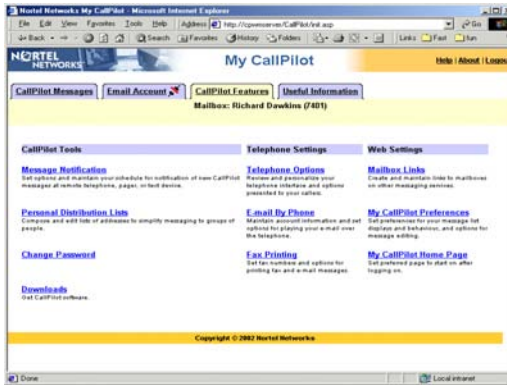 Nortel Networks My CallPilot - Microsoft Internet Explorer
File Edit View Favorites Tools Help Address http://cpwebserver/CallPilot/init.asp Go
Back Search Favorites History Folders Links Fast fun
NORTEL NETWORKS
My CallPilot
Help | About | Logout
CallPilot Messages Email Account CallPilot Features Useful Information
Mailbox: Richard Dawkins (7401)
CallPilot Tools Telephone Settings Web Settings
Message Notification
Set options and maintain your schedule for notification of new CallPilot
messages at remote telephone, pager, or text device.
Telephone Options
Review and personalize your
telephone interface and options
presented to your callers.
Mailbox Links
Create and maintain links to mailboxes
on other messaging services.
Personal Distribution Lists
Compose and edit lists of addresses to simplify messaging to groups of
people.
E-mail By Phone
Maintain account information and set
options for playing your e-mail over
the telephone.
My CallPilot Preferences
Set preferences for your message list
displays and behaviour, and options for
message editing.
Change Password
Fax Printing
Set fax numbers and options for
printing fax and e-mail messages.
My CallPilot Home Page
Set preferred page to start on after
logging on.
Downloads
Get CallPilot software.
Copyright © 2002 Nortel Networks
Done Local intranet